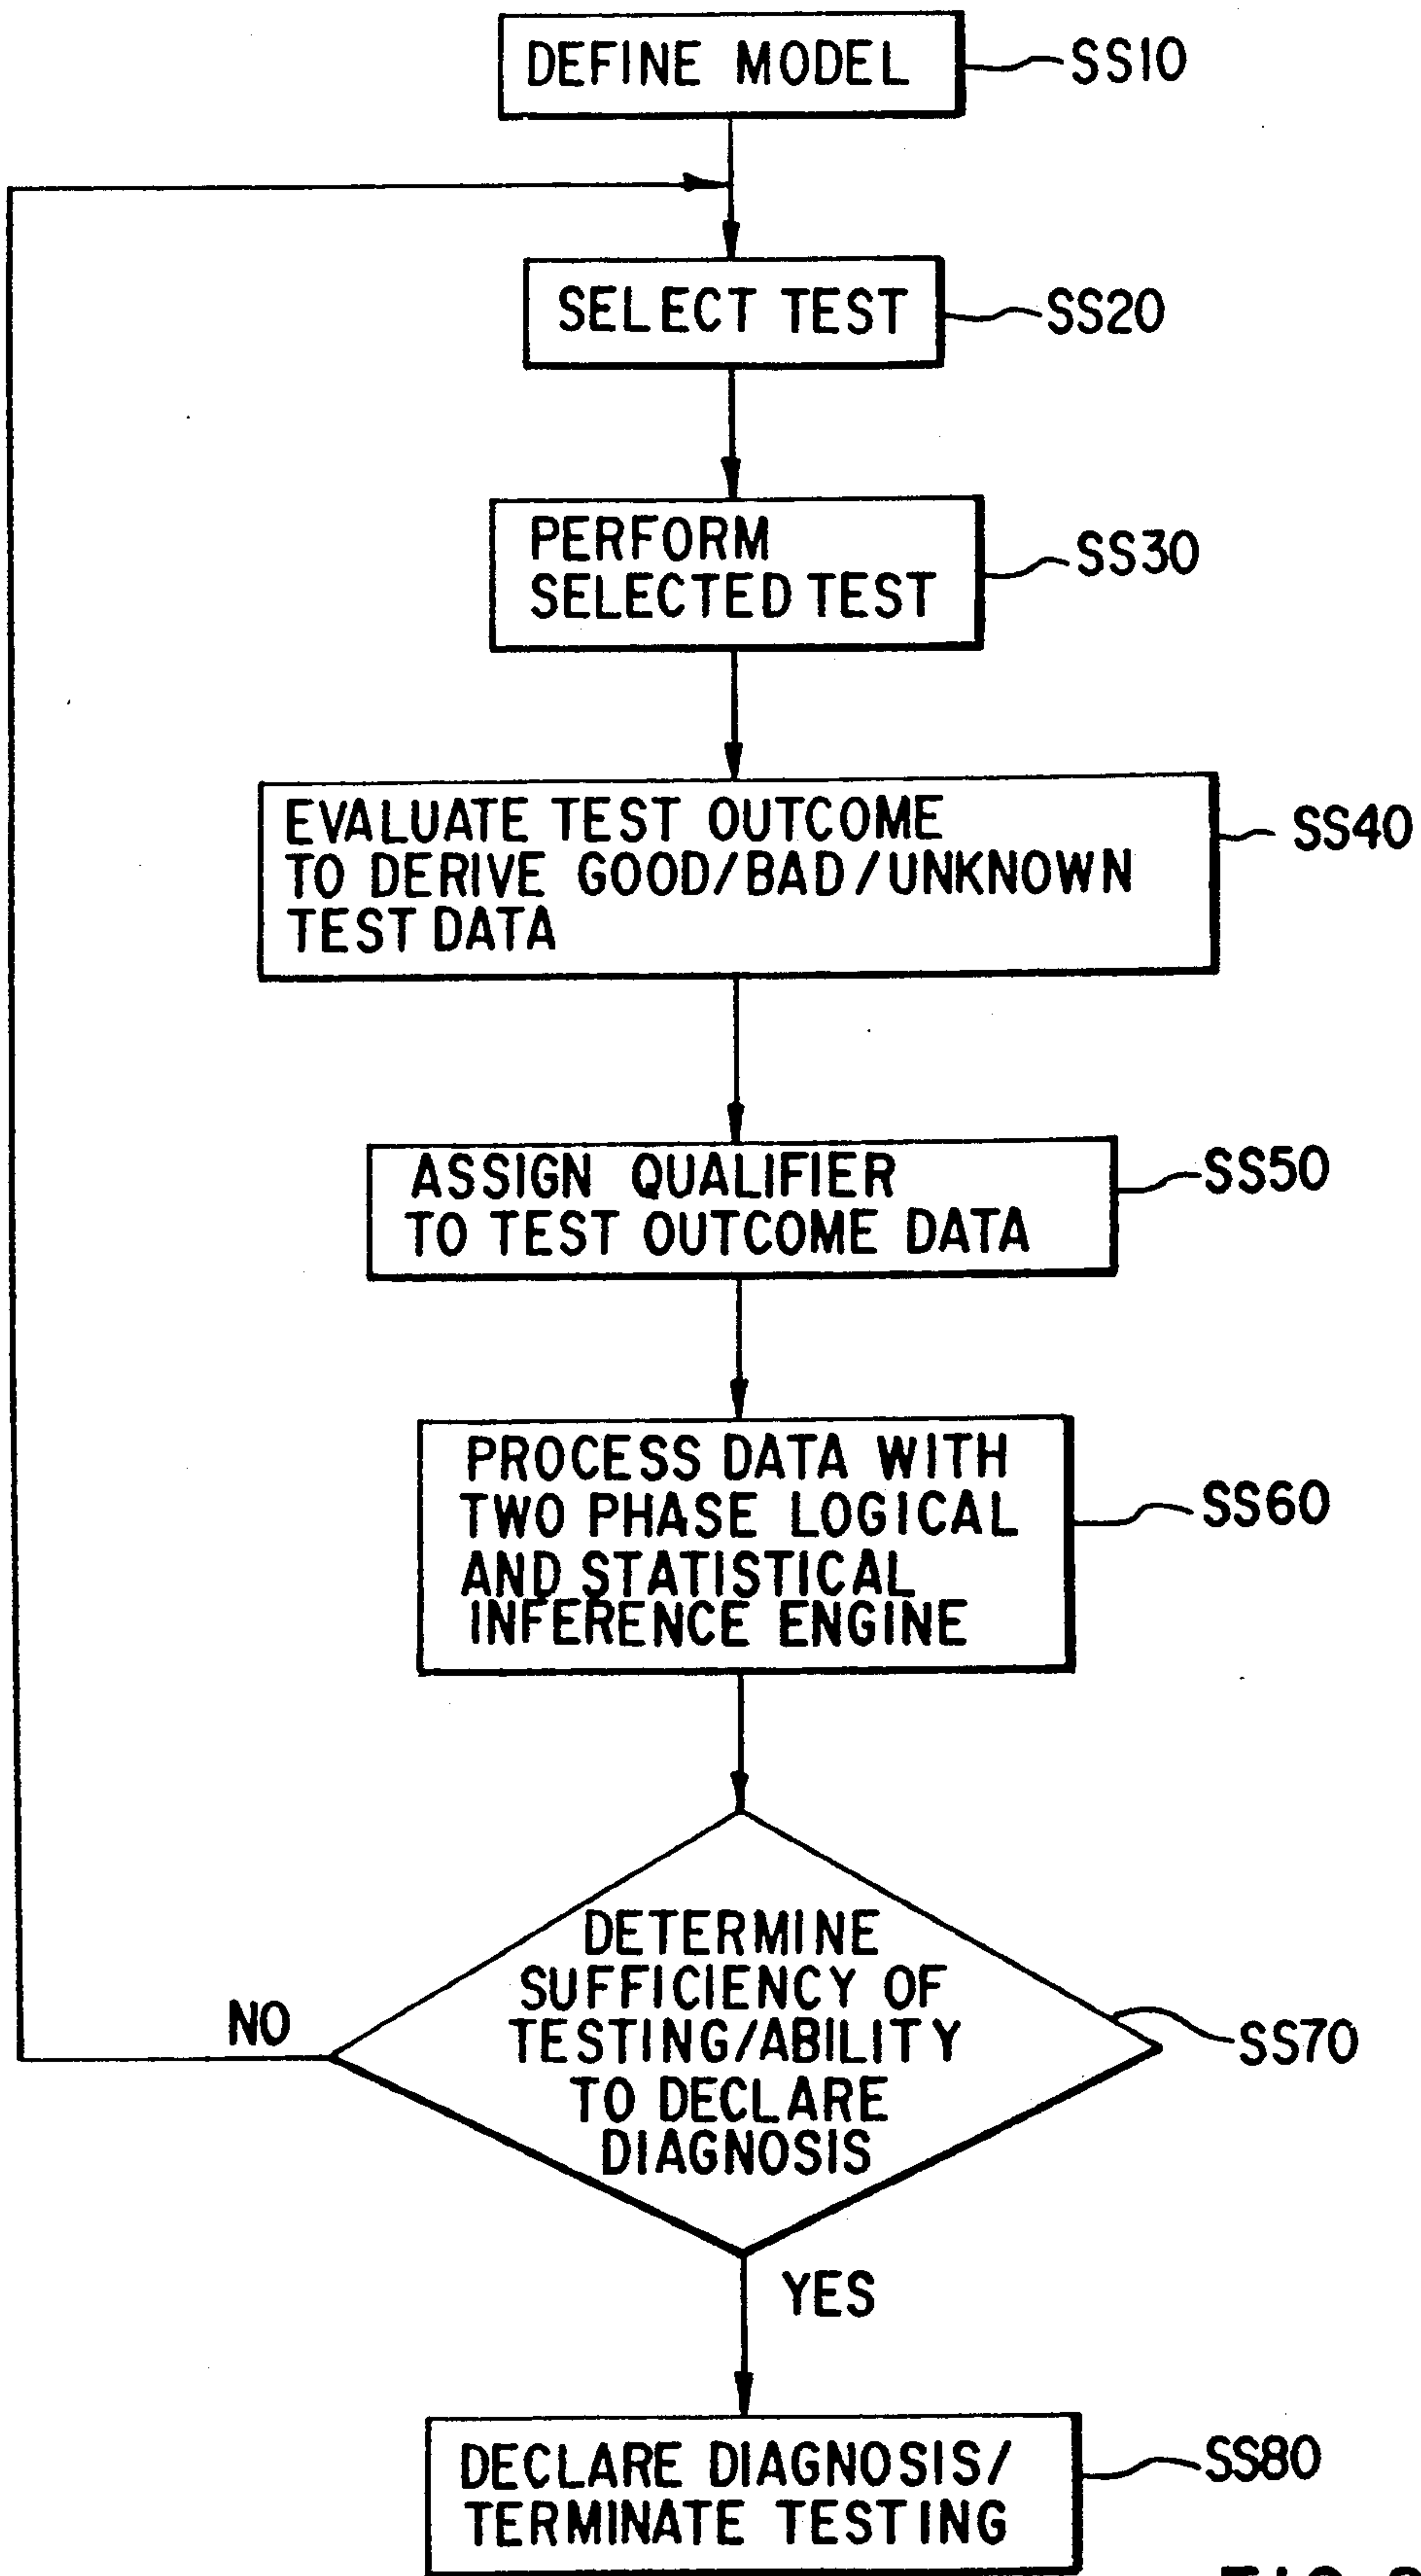 DEFINE MODEL
SS10
SELECT TEST
SS20
PERFORM
SELECTED TEST
SS30
EVALUATE TEST OUTCOME
TO DERIVE GOOD/BAD/UNKNOWN
TEST DATA
SS40
ASSIGN QUALIFIER
TO TEST OUTCOME DATA
SS50
PROCESS DATA WITH
TWO PHASE LOGICAL
AND STATISTICAL
INFERENCE ENGINE
SS60
DETERMINE
SUFFICIENCY OF
TESTING/ABILITY
TO DECLARE
DIAGNOSIS
SS70
NO
YES
DECLARE DIAGNOSIS/
TERMINATE TESTING
SS80